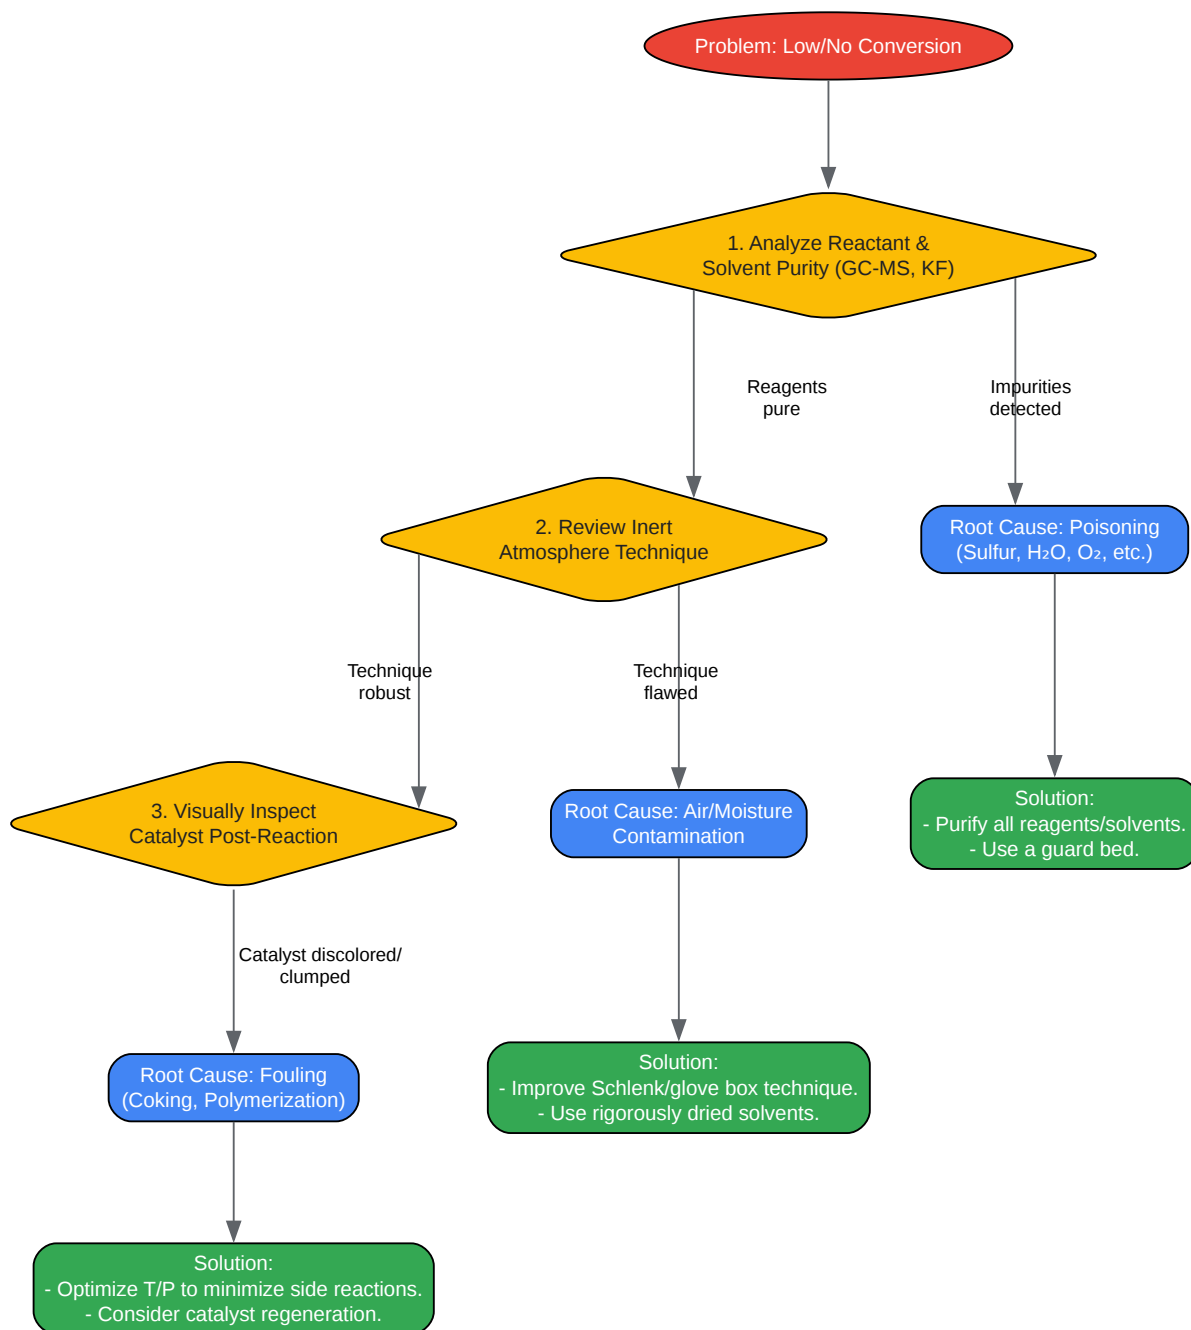 Problem: Low/No Conversion
1. Analyze Reactant &
Solvent Purity (GC-MS, KF)
Reagents
pure
Impurities
detected
2. Review Inert
Atmosphere Technique
Root Cause: Poisoning
(Sulfur, H₂O, O₂, etc.)
Technique
robust
Technique
flawed
3. Visually Inspect
Catalyst Post-Reaction
Root Cause: Air/Moisture
Contamination
Solution:
- Purify all reagents/solvents.
- Use a guard bed.
Catalyst discolored/
clumped
Root Cause: Fouling
(Coking, Polymerization)
Solution:
- Improve Schlenk/glove box technique.
- Use rigorously dried solvents.
Solution:
- Optimize T/P to minimize side reactions.
- Consider catalyst regeneration.